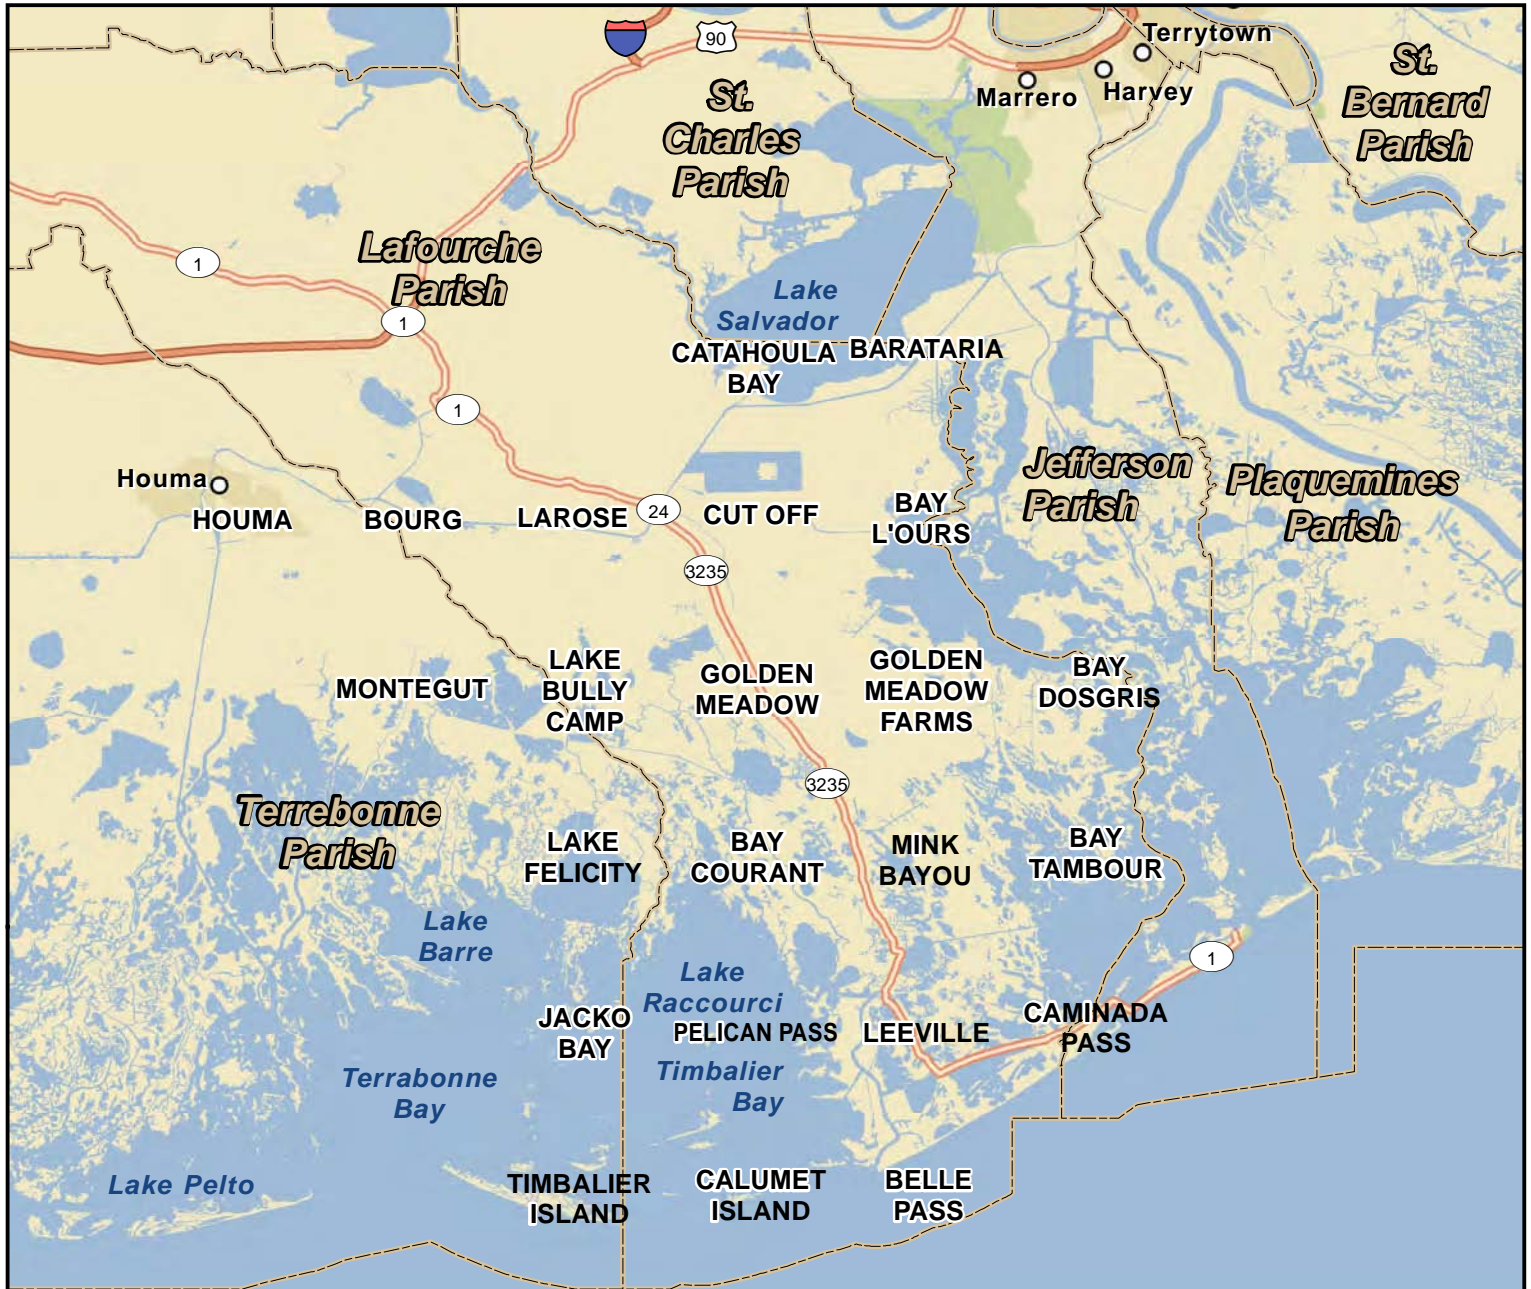 90
Terrytown
Marrero
Harvey
St.
Charles
Parish
St.
Bernard
Parish
1
Lafourche
Parish
1
Lake
Salvador
CATAHOULA
BAY
BARATARIA
1
Houma
HOUMA
BOURG
LAROSE
24
CUT OFF
BAY
L'OURS
Jefferson
Parish
Plaquemines
Parish
3235
MONTEGUT
LAKE
BULLY
CAMP
GOLDEN
MEADOW
GOLDEN
MEADOW
FARMS
BAY
DOSGRIS
3235
Terrebonne
Parish
LAKE
FELICITY
BAY
COURANT
MINK
BAYOU
BAY
TAMBOUR
Lake
Barre
Lake
Raccourci
1
JACKO
BAY
PELICAN PASS
LEEVILLE
CAMINADA
PASS
Terrabonne
Bay
Timbalier
Bay
Lake Pelto
TIMBALIER
ISLAND
CALUMET
ISLAND
BELLE
PASS